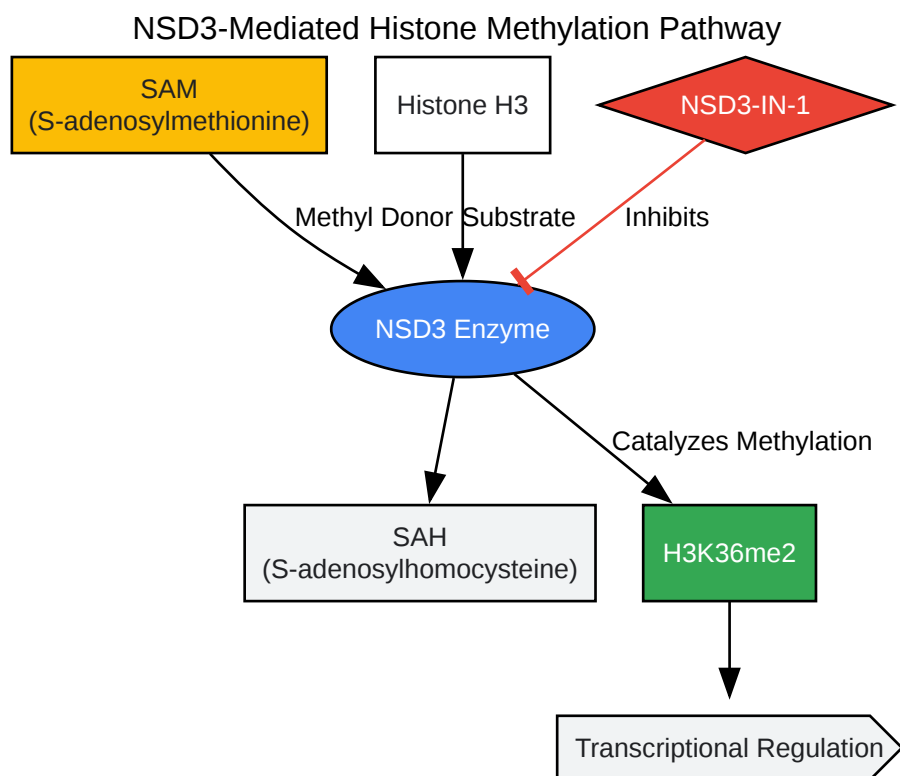 NSD3-Mediated Histone Methylation Pathway
SAM
(S-adenosylmethionine)
Histone H3
NSD3-IN-1
Methyl Donor
Substrate
Inhibits
NSD3 Enzyme
Catalyzes Methylation
SAH
(S-adenosylhomocysteine)
H3K36me2
Transcriptional Regulation